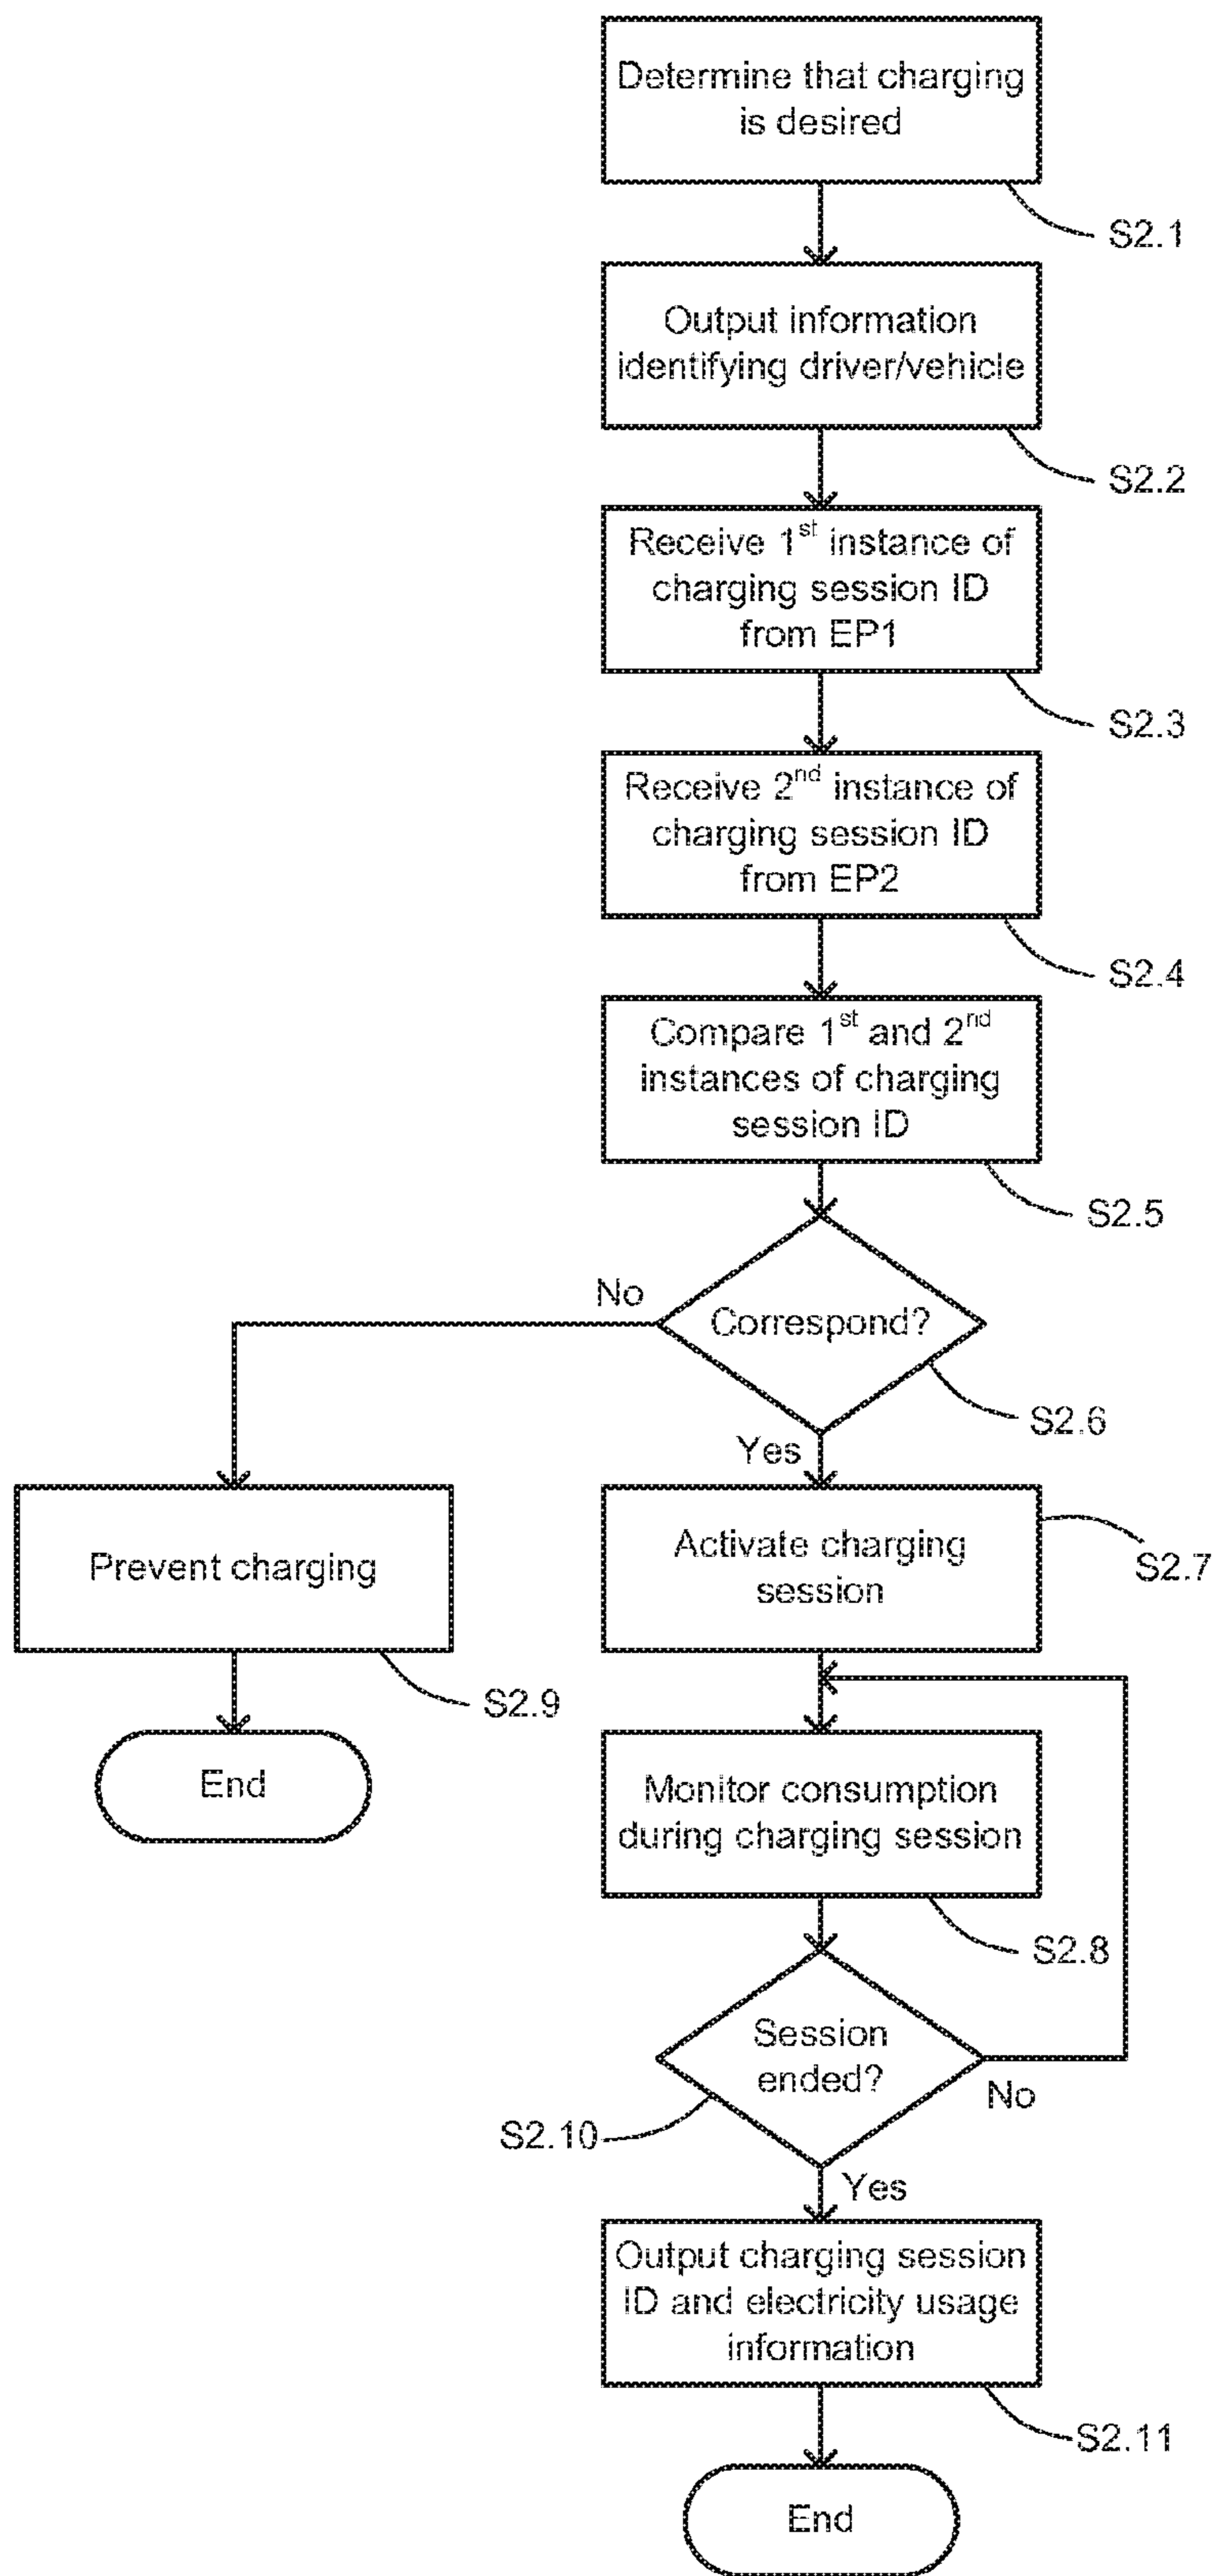 Determine that charging
is desired
S2.1
Output information
identifying driver/vehicle
S2.2
Receive 1st instance of
charging session ID
from EP1
S2.3
Receive 2nd instance of
charging session ID
from EP2
S2.4
Compare 1st and 2nd
instances of charging
session ID
S2.5
No
Correspond?
S2.6
Yes
Prevent charging
S2.9
End
Activate charging
session
S2.7
Monitor consumption
during charging session
S2.8
Session
ended?
No
S2.10
Yes
Output charging session
ID and electricity usage
information
S2.11
End